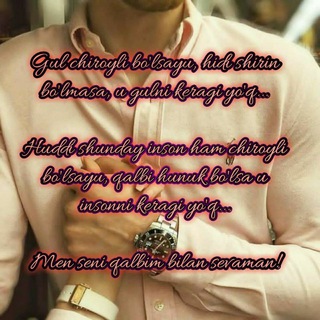 Gul chiroyli bo'lsayu, hidi shirin
bo'lmasa, u gulni keragi yo'q...
Huddi shunday inson ham chiroyli
bo'lsayu, qalbi hunuk bo'lsa u
insonni keragi yo'q...
Men seni qalbim bilan sevaman!